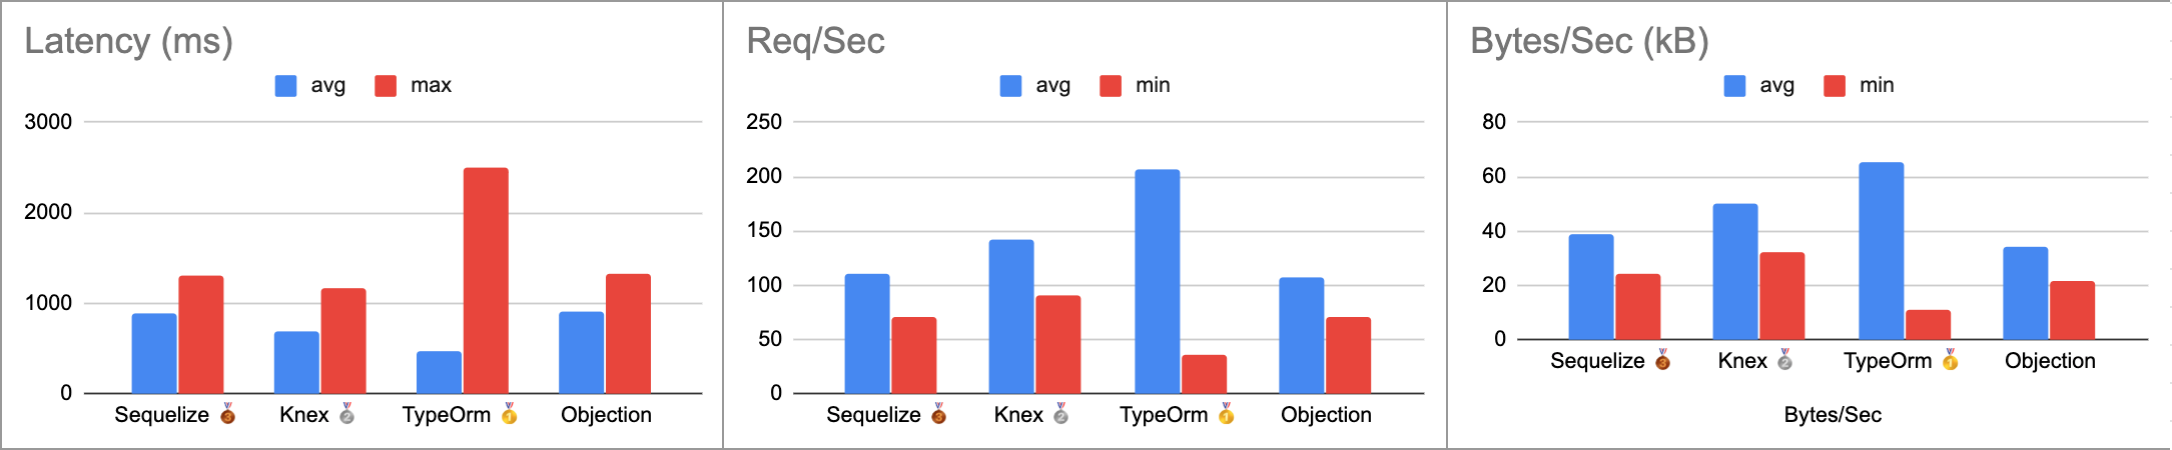 Latency (ms)
avg max
3000
2000
1000
0
Sequelize 🥉 Knex 🥈 TypeOrm 🥇 Objection
Req/Sec
avg min
250
200
150
100
50
0
Sequelize 🥉 Knex 🥈 TypeOrm 🥇 Objection
Bytes/Sec (kB)
avg min
80
60
40
20
0
Sequelize 🥉 Knex 🥈 TypeOrm 🥇 Objection
Bytes/Sec